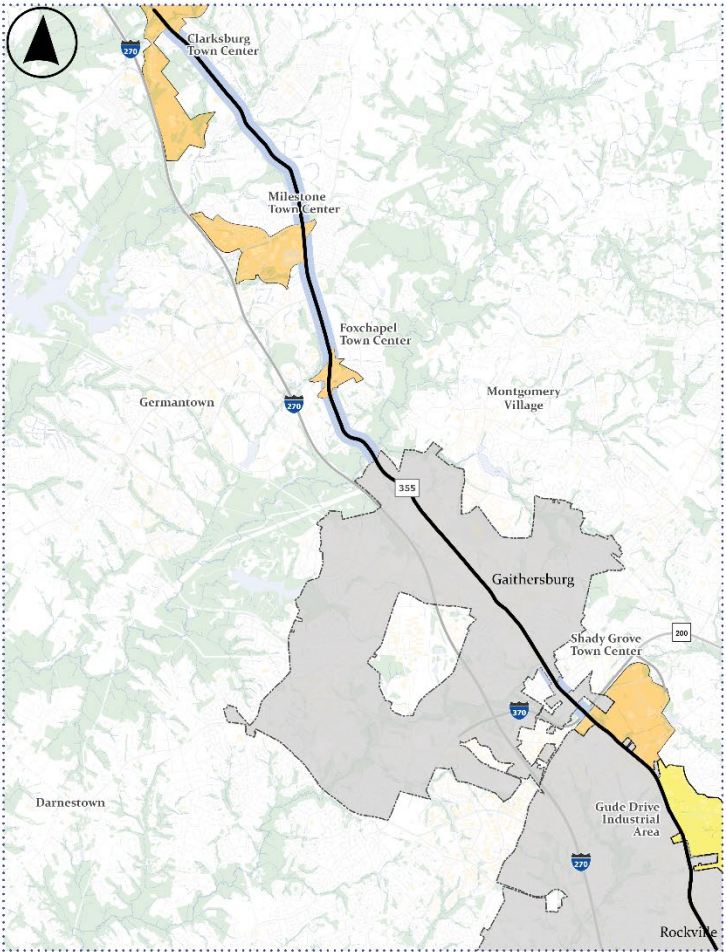 Clarksburg
Town Center
270
Milestone
Town Center
Foxchapel
Town Center
Germantown
270
Montgomery
Village
355
Gaithersburg
Shady Grove
Town Center
200
370
Darnestown
Gude Drive
Industrial
Area
270
Rockville